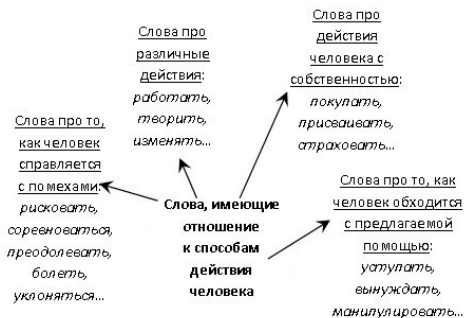 Слова про
различные
действия:
работать,
творить,
изменять...
Слова про
действия
человека с
собственностью:
покупать,
присваивать,
страховать...
Слова про то,
как человек
справляется
с помехами:
рисковать,
соревноваться,
преодолевать,
болеть,
уклоняться...
Слова, имеющие
отношение
к способам
действия
человека
Слова про то, как
человек обходится
с предлагаемой
помощью:
уступать,
вынуждать,
манипулировать...